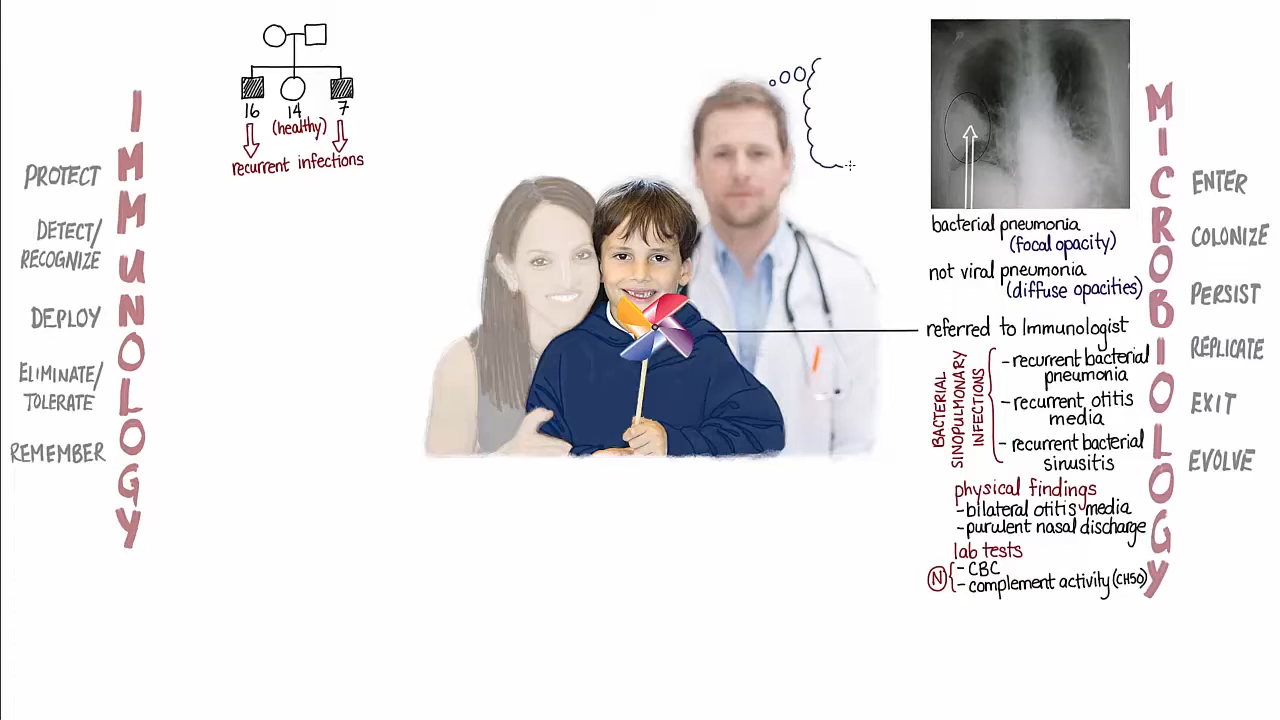 IMMUNOLOGY
PROTECT
DETECT/
RECOGNIZE
DEPLOY
ELIMINATE/
TOLERATE
REMEMBER
16 14 7
(healthy)
recurrent infections
bacterial pneumonia
(focal opacity)
not viral pneumonia
(diffuse opacities)
referred to Immunologist
BACTERIAL
SINOPULMONARY
INFECTIONS
- recurrent bacterial
pneumonia
- recurrent otitis
media
- recurrent bacterial
sinusitis
physical findings
- bilateral otitis media
- purulent nasal discharge
lab tests
N
- CBC
- complement activity (CH50)
MICROBIOLOGY
ENTER
COLONIZE
PERSIST
REPLICATE
EXIT
EVOLVE